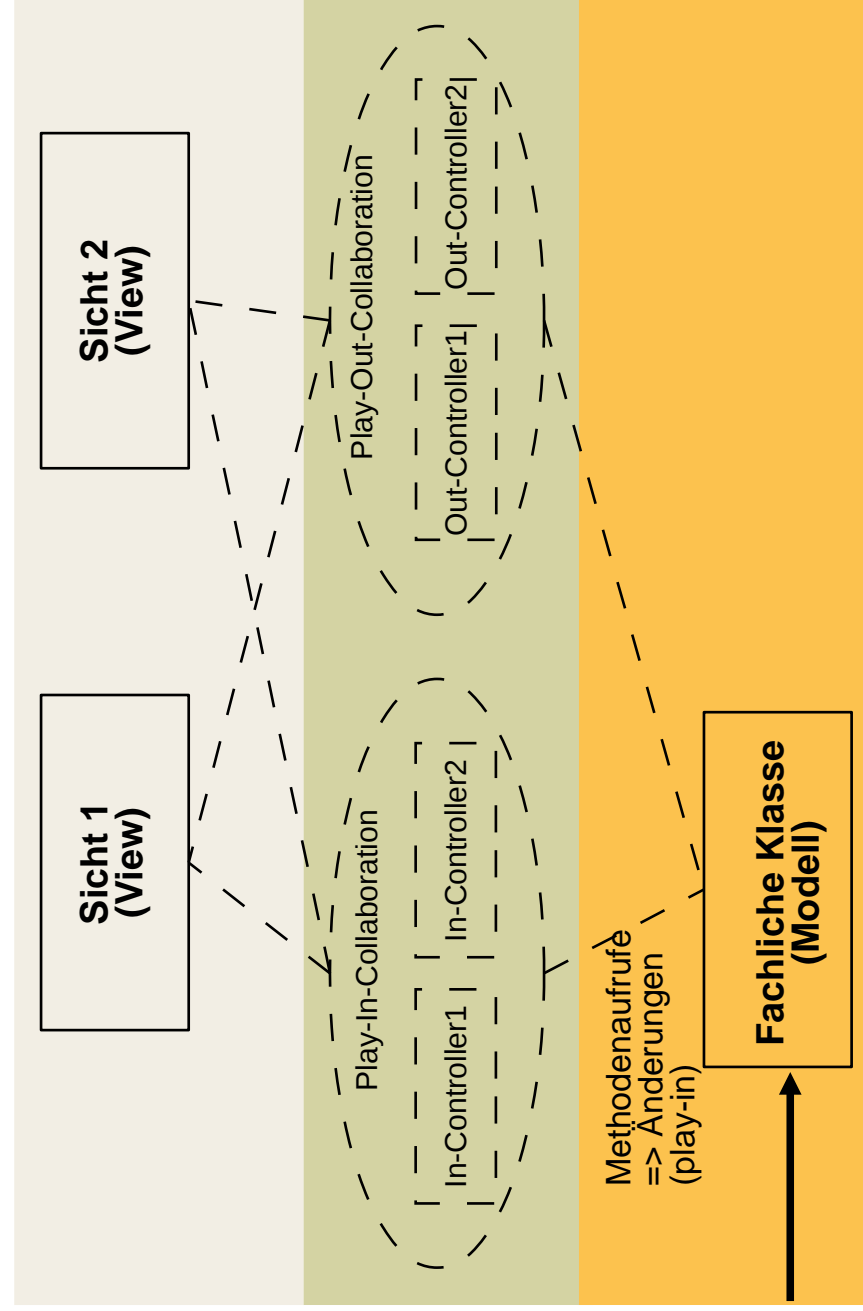 Sicht 1
(View)
Sicht 2
(View)
Play-In-Collaboration
In-Controller1
In-Controller2
Play-Out-Collaboration
Out-Controller1
Out-Controller2
Methodenaufrufe
=> Änderungen
(play-in)
Fachliche Klasse
(Modell)